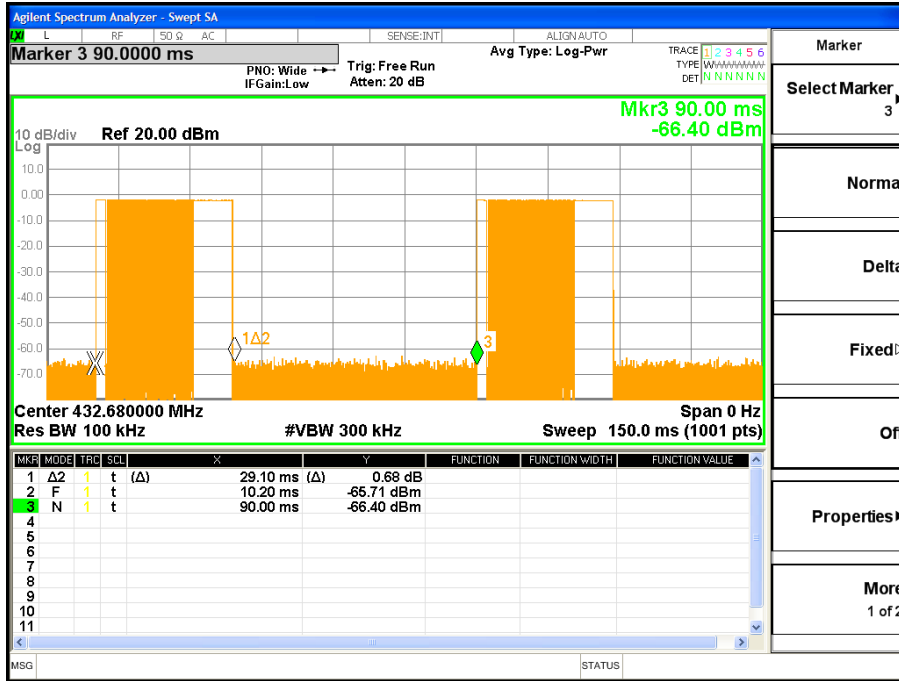 Agilent Spectrum Analyzer - Swept SA
LXI L RF 50 Ω AC SENSE:INT ALIGN AUTO
Marker 3 90.0000 ms
PNO: Wide
IFGain:Low
Trig: Free Run
Atten: 20 dB
Avg Type: Log-Pwr
TRACE 1 2 3 4 5 6
TYPE WWWWWW
DET N N N N N N
Mkr3 90.00 ms
-66.40 dBm
10 dB/div Ref 20.00 dBm
Log
10.0
0.00
-10.0
-20.0
-30.0
-40.0
-50.0
-60.0
-70.0
X
1Δ2
3
Center 432.680000 MHz Span 0 Hz
Res BW 100 kHz #VBW 300 kHz Sweep 150.0 ms (1001 pts)
MKR MODE TRC SCL X Y FUNCTION FUNCTION WIDTH FUNCTION VALUE
1 Δ2 1 t (Δ) 29.10 ms (Δ) 0.68 dB
2 F 1 t 10.20 ms -65.71 dBm
3 N 1 t 90.00 ms -66.40 dBm
4
5
6
7
8
9
10
11
MSG STATUS
Marker
Select Marker
3
Norma
Delta
Fixed
Of
Properties
More
1 of 2